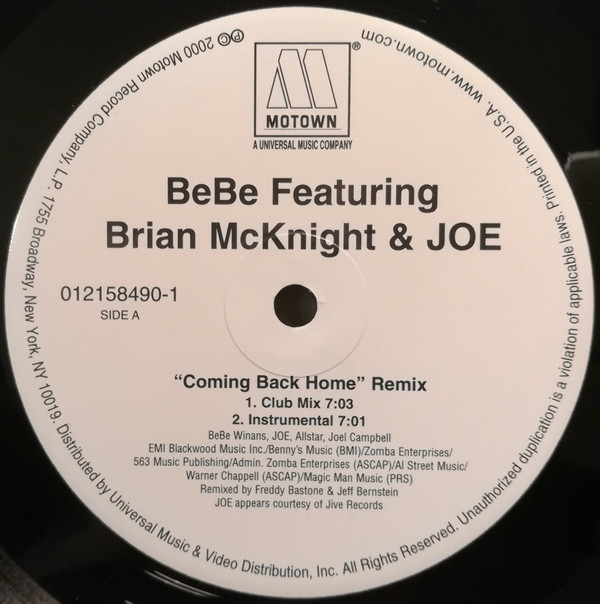 MOTOWN
®
A UNIVERSAL MUSIC COMPANY
BeBe Featuring
Brian McKnight & JOE
012158490-1
SIDE A
“Coming Back Home” Remix
1. Club Mix 7:03
2. Instrumental 7:01
BeBe Winans, JOE, Allstar, Joel Campbell
EMI Blackwood Music Inc./Benny's Music (BMI)/Zomba Enterprises/
563 Music Publishing/Admin. Zomba Enterprises (ASCAP)/Al Street Music/
Warner Chappell (ASCAP)/Magic Man Music (PRS)
Remixed by Freddy Bastone & Jeff Bernstein
JOE appears courtesy of Jive Records
℗ © 2000 Motown Record Company, L.P. 1755 Broadway, New York, NY 10019. Distributed by Universal Music & Video Distribution, Inc. All Rights Reserved. Unauthorized duplication is a violation of applicable laws. Printed in the U.S.A. www.motown.com